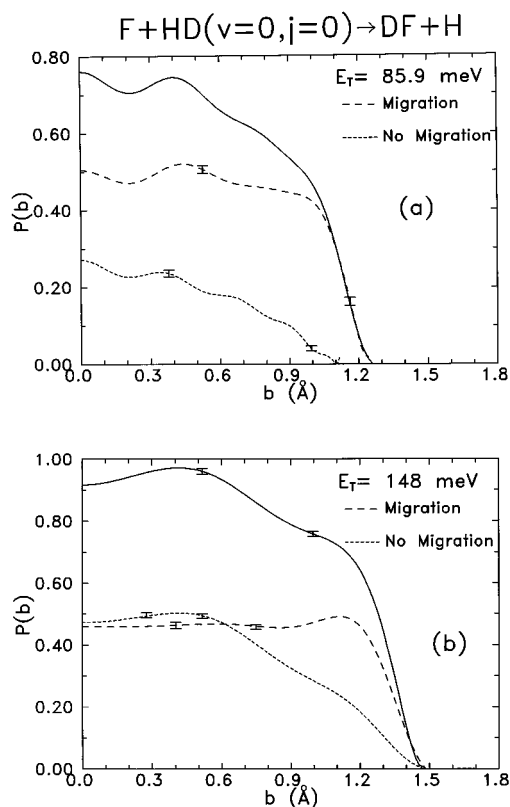 F+HD(v=0,j=0)→DF+H
0.80
0.60
0.40
0.20
0.00
P(b)
E_T= 85.9 meV
Migration
No Migration
(a)
0.0 0.3 0.6 0.9 1.2 1.5 1.8
b (Å)
1.00
0.80
0.60
0.40
0.20
0.00
P(b)
E_T= 148 meV
Migration
No Migration
(b)
0.0 0.3 0.6 0.9 1.2 1.5 1.8
b (Å)